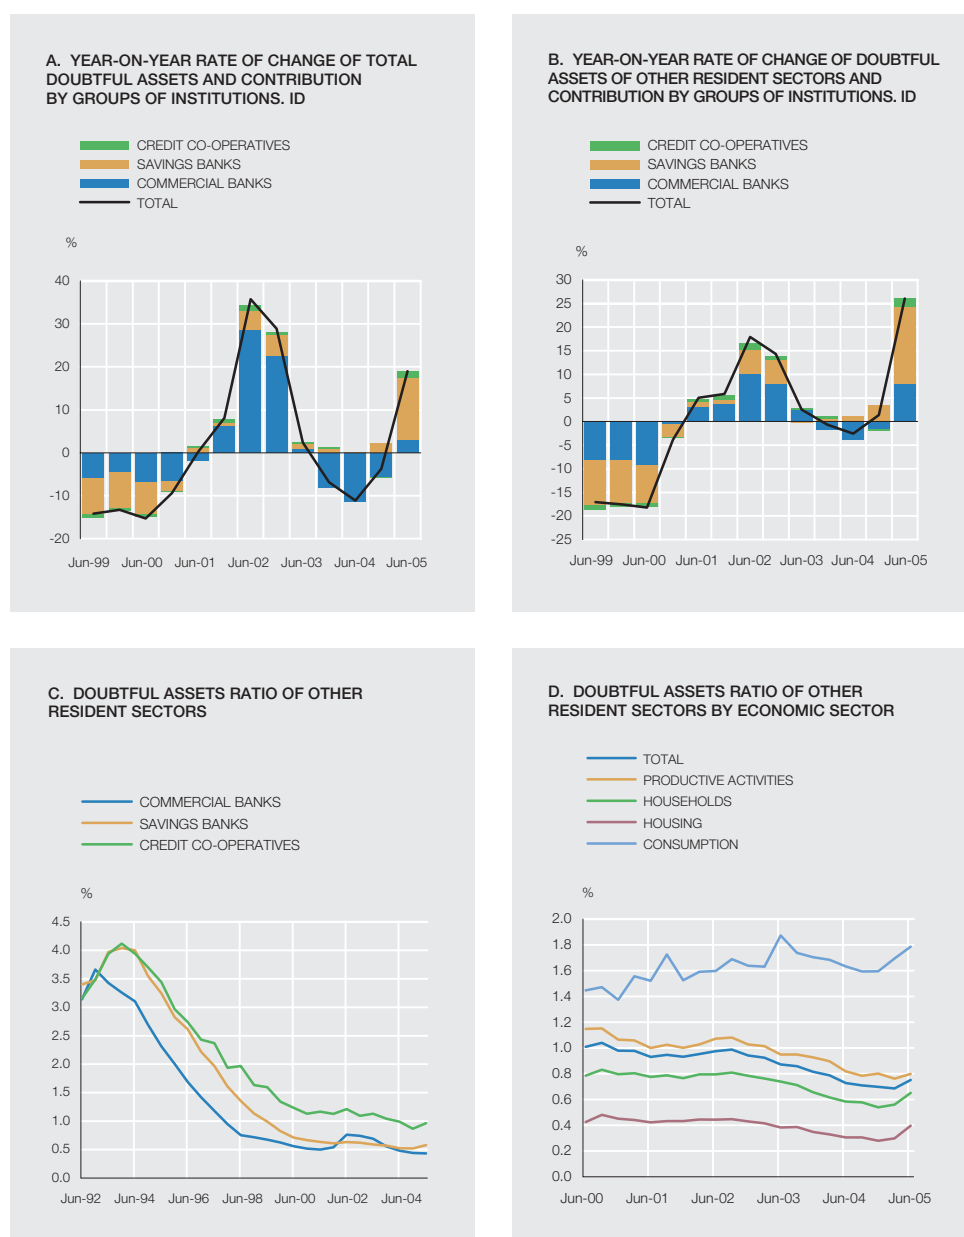 A. YEAR-ON-YEAR RATE OF CHANGE OF TOTAL
DOUBTFUL ASSETS AND CONTRIBUTION
BY GROUPS OF INSTITUTIONS. ID
CREDIT CO-OPERATIVES
SAVINGS BANKS
COMMERCIAL BANKS
TOTAL
%
40
30
20
10
0
-10
-20
Jun-99 Jun-00 Jun-01 Jun-02 Jun-03 Jun-04 Jun-05
B. YEAR-ON-YEAR RATE OF CHANGE OF DOUBTFUL
ASSETS OF OTHER RESIDENT SECTORS AND
CONTRIBUTION BY GROUPS OF INSTITUTIONS. ID
CREDIT CO-OPERATIVES
SAVINGS BANKS
COMMERCIAL BANKS
TOTAL
%
30
25
20
15
10
5
0
-5
-10
-15
-20
-25
Jun-99 Jun-00 Jun-01 Jun-02 Jun-03 Jun-04 Jun-05
C. DOUBTFUL ASSETS RATIO OF OTHER
RESIDENT SECTORS
COMMERCIAL BANKS
SAVINGS BANKS
CREDIT CO-OPERATIVES
%
4.5
4.0
3.5
3.0
2.5
2.0
1.5
1.0
0.5
0.0
Jun-92 Jun-94 Jun-96 Jun-98 Jun-00 Jun-02 Jun-04
D. DOUBTFUL ASSETS RATIO OF OTHER
RESIDENT SECTORS BY ECONOMIC SECTOR
TOTAL
PRODUCTIVE ACTIVITIES
HOUSEHOLDS
HOUSING
CONSUMPTION
%
2.0
1.8
1.6
1.4
1.2
1.0
0.8
0.6
0.4
0.2
0.0
Jun-00 Jun-01 Jun-02 Jun-03 Jun-04 Jun-05